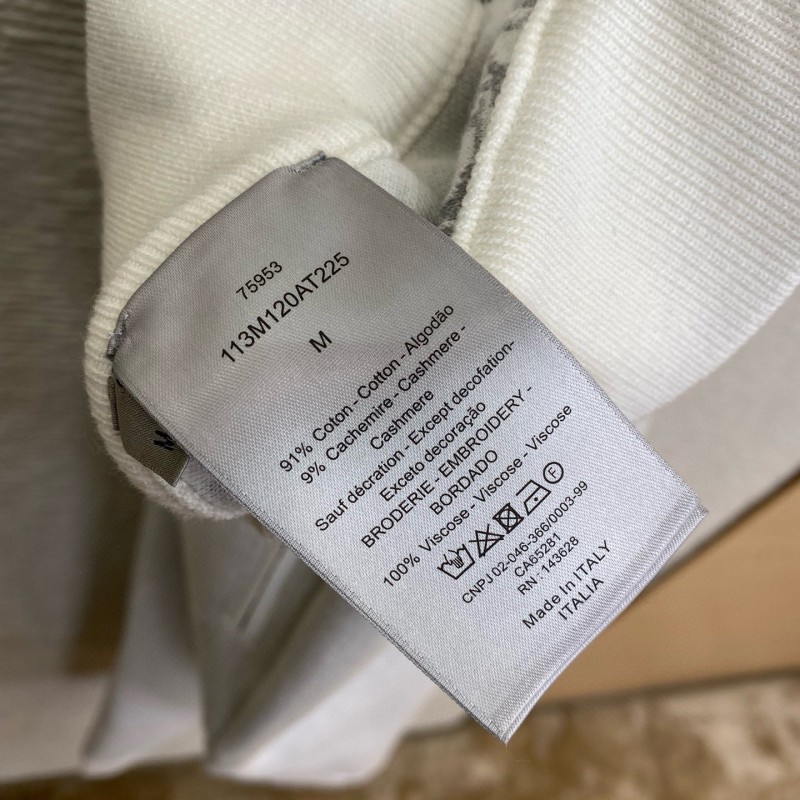 75953
113M120AT225
M
91% Coton - Cotton - Algodão
9% Cachemire - Cashmere -
Cashmere
Sauf décration - Except decofation-
Exceto decoração
BRODERIE - EMBROIDERY -
BORDADO
100% Viscose - Viscose - Viscose
CNPJ 02-046-366/0003-99
CA65281
RN - 143628
Made In ITALY
ITALIA
M